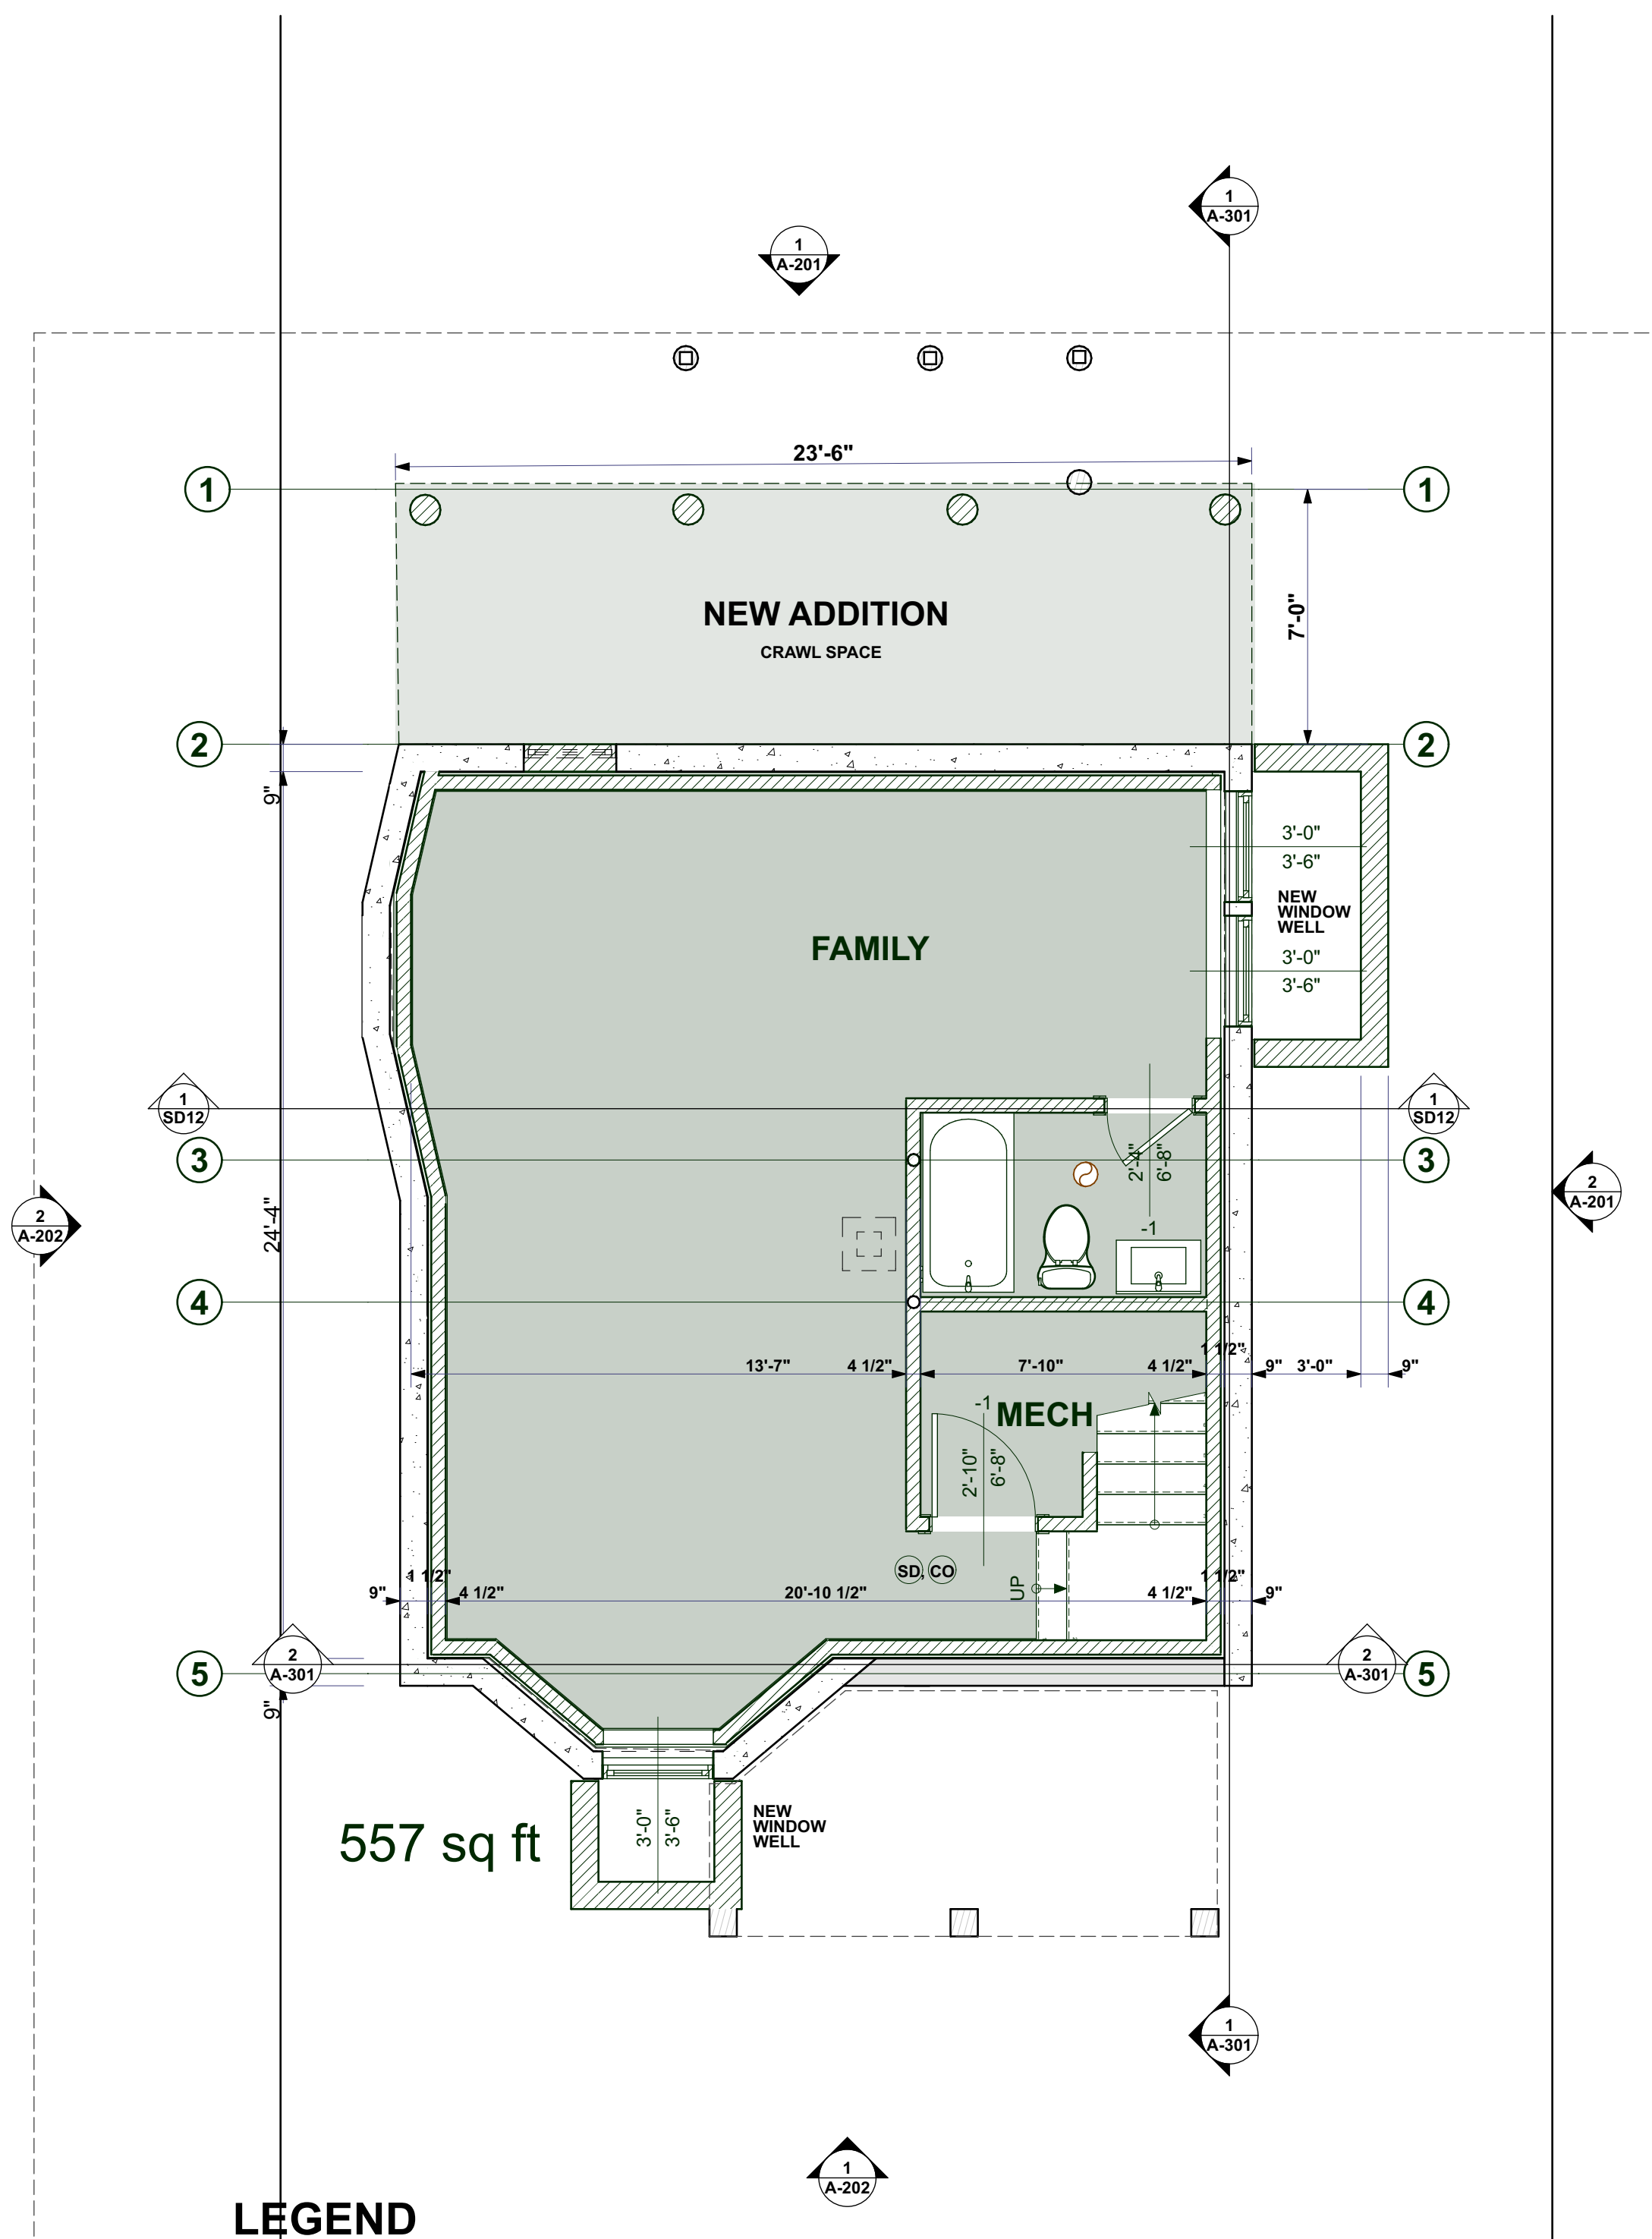 1
A-301
1
A-201
23'-6"
1
1
7'-0"
NEW ADDITION
CRAWL SPACE
2
2
9"
3'-0"
3'-6"
NEW
WINDOW
WELL
FAMILY
3'-0"
3'-6"
1
SD12
1
SD12
3
2'-4"
6'-8"
3
2
A-202
24'-4"
-1
2
A-201
4
4
13'-7"
4 1/2"
7'-10"
4 1/2"
1 1/2"
9"
3'-0"
9"
-1
MECH
2'-10"
6'-8"
SD, CO
UP
9"
1 1/2"
4 1/2"
20'-10 1/2"
4 1/2"
1 1/2"
9"
2
A-301
2
A-301
5
5
9"
3'-0"
3'-6"
NEW
WINDOW
WELL
557 sq ft
1
A-301
1
A-202
LEGEND